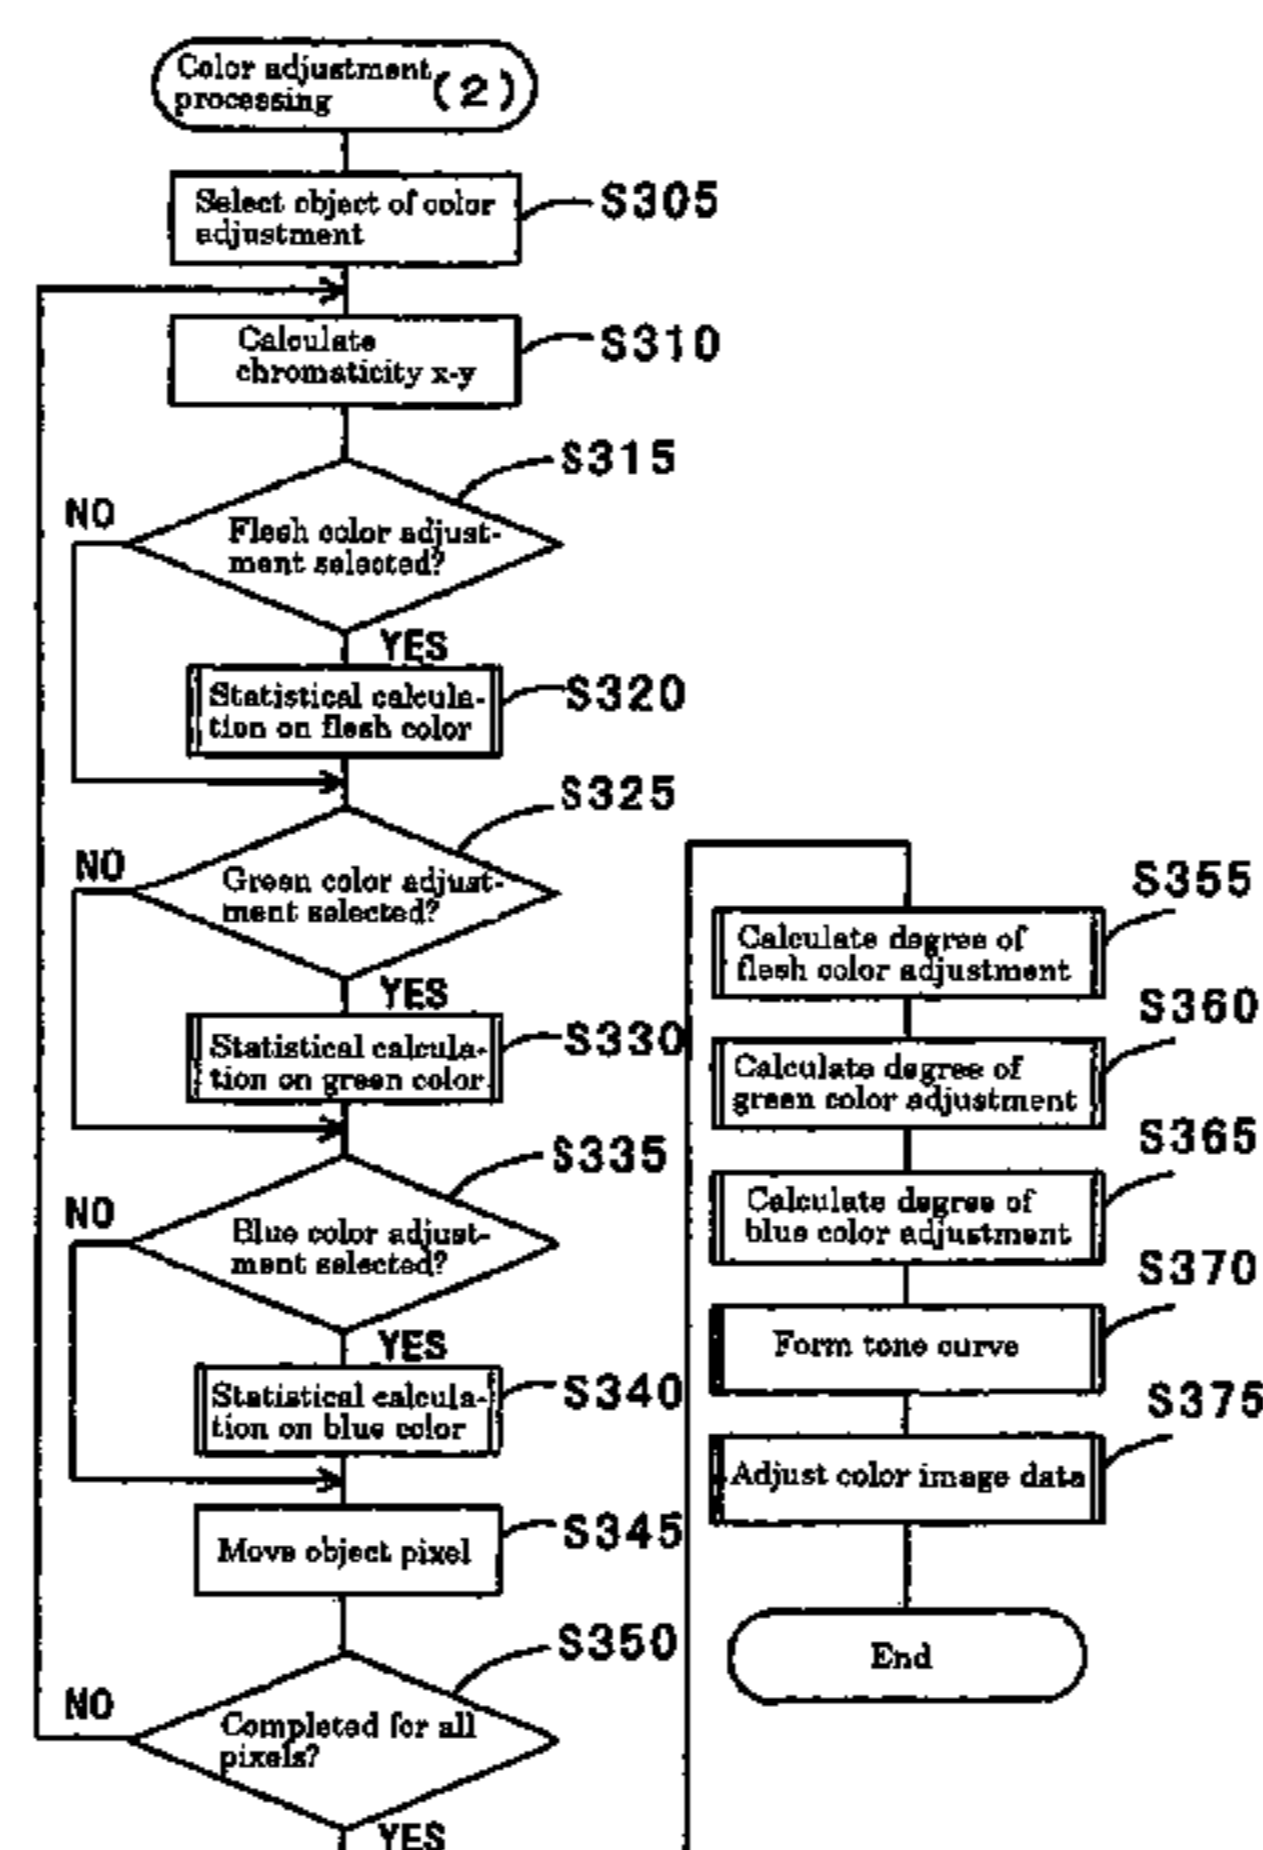 Color adjustment
processing (2)
Select object of color
adjustment
S305
Calculate
chromaticity x-y
S310
S315
NO
Flesh color adjust-
ment selected?
YES
Statistical calcula-
tion on flesh color
S320
S325
NO
Green color adjust-
ment selected?
YES
Statistical calcula-
tion on green color
S330
S335
NO
Blue color adjust-
ment selected?
YES
Statistical calcula-
tion on blue color
S340
Move object pixel
S345
S350
NO
Completed for all
pixels?
YES
S355
Calculate degree of
flesh color adjustment
S360
Calculate degree of
green color adjustment
S365
Calculate degree of
blue color adjustment
S370
Form tone curve
S375
Adjust color image data
End